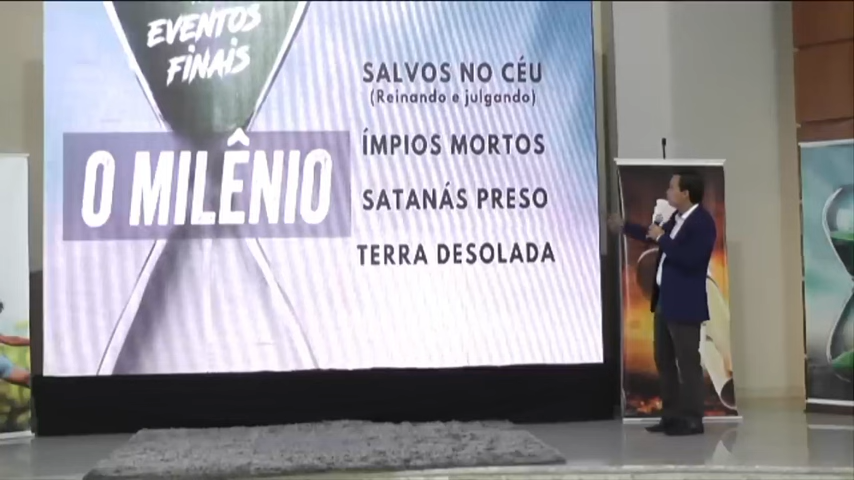 EVENTOS
FINAIS
O MILÊNIO
SALVOS NO CÉU
(Reinando e julgando)
ÍMPIOS MORTOS
SATANÁS PRESO
TERRA DESOLADA